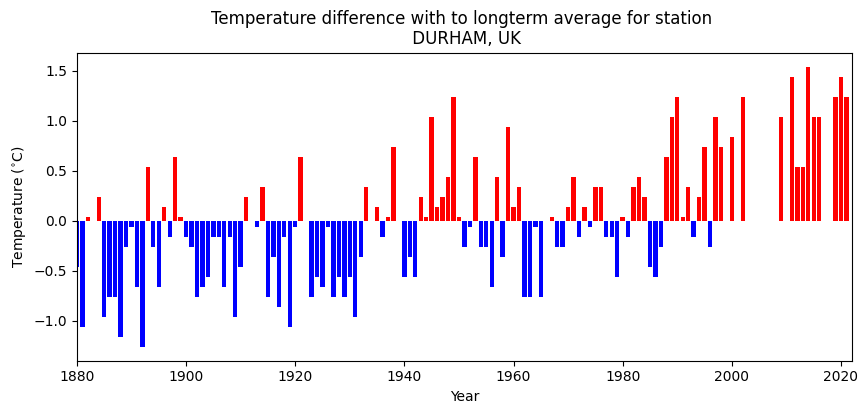 Temperature difference with to longterm average for station
DURHAM, UK
1.5
1.0
0.5
0.0
−0.5
−1.0
Temperature (°C)
1880 1900 1920 1940 1960 1980 2000 2020
Year